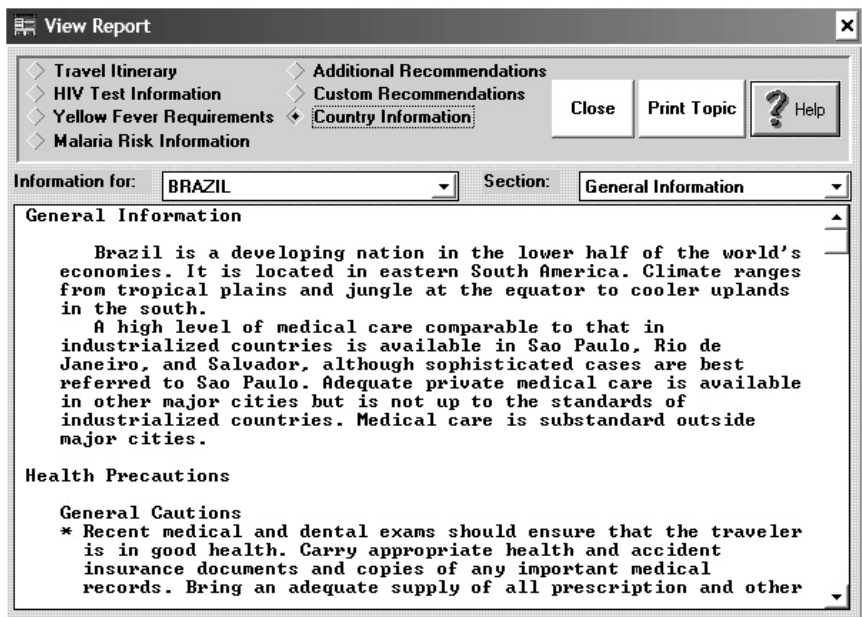 View Report
Travel Itinerary
Additional Recommendations
HIV Test Information
Custom Recommendations
Yellow Fever Requirements
Country Information
Malaria Risk Information
Close
Print Topic
Help
Information for:
BRAZIL
Section:
General Information
General Information
Brazil is a developing nation in the lower half of the world's
economies. It is located in eastern South America. Climate ranges
from tropical plains and jungle at the equator to cooler uplands
in the south.
A high level of medical care comparable to that in
industrialized countries is available in Sao Paulo, Rio de
Janeiro, and Salvador, although sophisticated cases are best
referred to Sao Paulo. Adequate private medical care is available
in other major cities but is not up to the standards of
industrialized countries. Medical care is substandard outside
major cities.
Health Precautions
General Cautions
* Recent medical and dental exams should ensure that the traveler
is in good health. Carry appropriate health and accident
insurance documents and copies of any important medical
records. Bring an adequate supply of all prescription and other